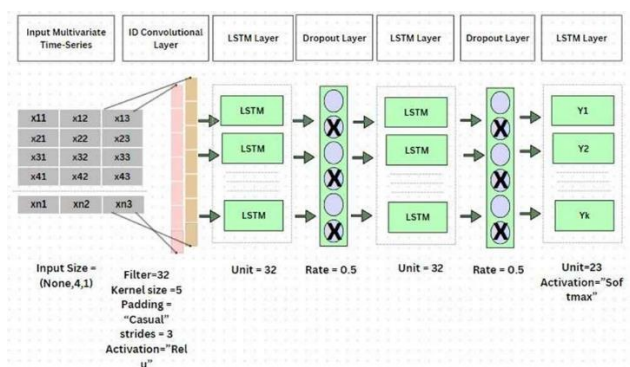 Input Multivariate
Time-Series
ID Convolutional
Layer
LSTM Layer
Dropout Layer
LSTM Layer
Dropout Layer
LSTM Layer
x11 x12 x13
x21 x22 x23
x31 x32 x33
x41 x42 x43
xn1 xn2 xn3
LSTM
LSTM
LSTM
X
X
X
LSTM
LSTM
LSTM
X
X
X
Y1
Y2
Yk
Input Size =
(None,4,1)
Filter=32
Kernel size =5
Padding =
“Casual”
strides = 3
Activation=”Rel
u”
Unit = 32
Rate = 0.5
Unit = 32
Rate = 0.5
Unit=23
Activation=”Sof
tmax”